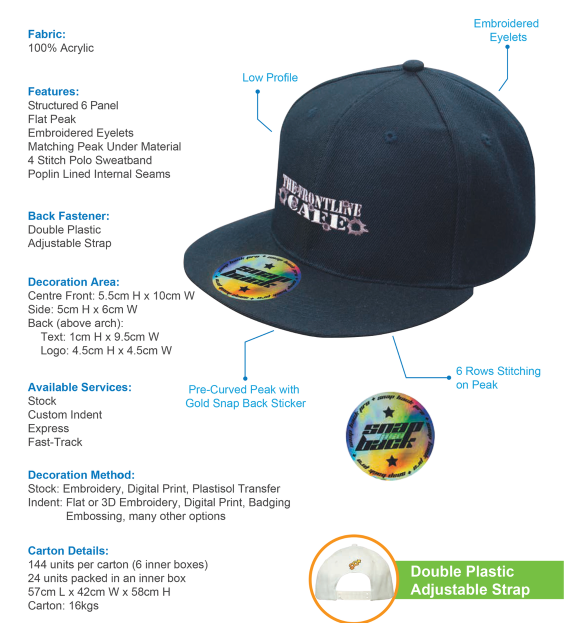 Fabric:
100% Acrylic
Features:
Structured 6 Panel
Flat Peak
Embroidered Eyelets
Matching Peak Under Material
4 Stitch Polo Sweatband
Poplin Lined Internal Seams
Back Fastener:
Double Plastic
Adjustable Strap
Decoration Area:
Centre Front: 5.5cm H x 10cm W
Side: 5cm H x 6cm W
Back (above arch):
Text: 1cm H x 9.5cm W
Logo: 4.5cm H x 4.5cm W
Available Services:
Stock
Custom Indent
Express
Fast-Track
Decoration Method:
Stock: Embroidery, Digital Print, Plastisol Transfer
Indent: Flat or 3D Embroidery, Digital Print, Badging
Embossing, many other options
Carton Details:
144 units per carton (6 inner boxes)
24 units packed in an inner box
57cm L x 42cm W x 58cm H
Carton: 16kgs
Embroidered
Eyelets
Low Profile
THE FRONTLINE
CAFE
snap
back
Pre-Curved Peak with
Gold Snap Back Sticker
6 Rows Stitching
on Peak
snap back pro
snap
back
Double Plastic
Adjustable Strap